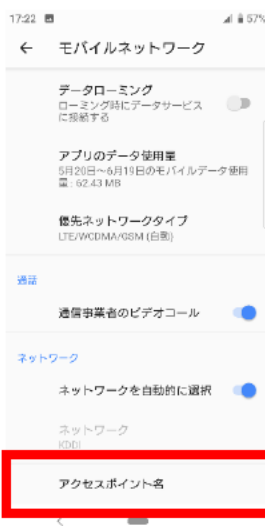 17:22 57%
モバイルネットワーク
データローミング
ローミング時にデータサービス
に接続する
アプリのデータ使用量
5月20日～6月19日のモバイルデータ使用
量: 62.43 MB
優先ネットワークタイプ
LTE/WCDMA/GSM (自動)
通話
通信事業者のビデオコール
ネットワーク
ネットワークを自動的に選択
ネットワーク
KDDI
アクセスポイント名